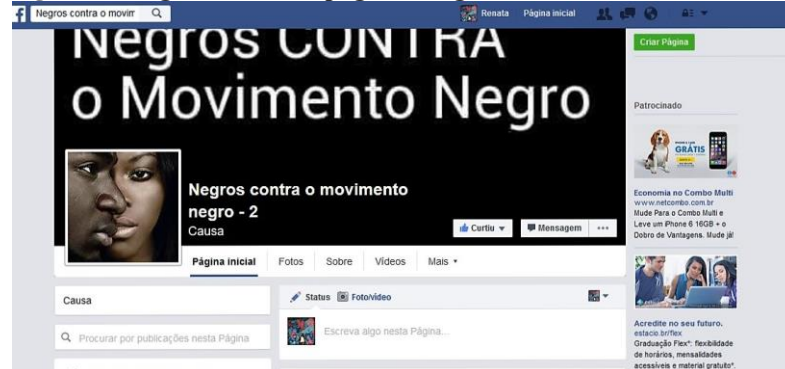 Negros contra o movim
Renata
Página inicial
Criar Página
Negros CONTRA
o Movimento Negro
Negros contra o movimento
negro - 2
Causa
Curtiu
Mensagem
Página inicial
Fotos
Sobre
Vídeos
Mais
Causa
Procurar por publicações nesta Página
Status
Foto/vídeo
Escreva algo nesta Página...
Patrocinado
GRÁTIS
Economia no Combo Multi
www.netcombo.com.br
Mude Para o Combo Multi e
Leve um iPhone 6 16GB + o
Dobro de Vantagens. Mude já!
Acredite no seu futuro.
estacio.br/flex
Graduação Flex*: flexibilidade
de horários, mensalidades
acessíveis e material gratuito*.